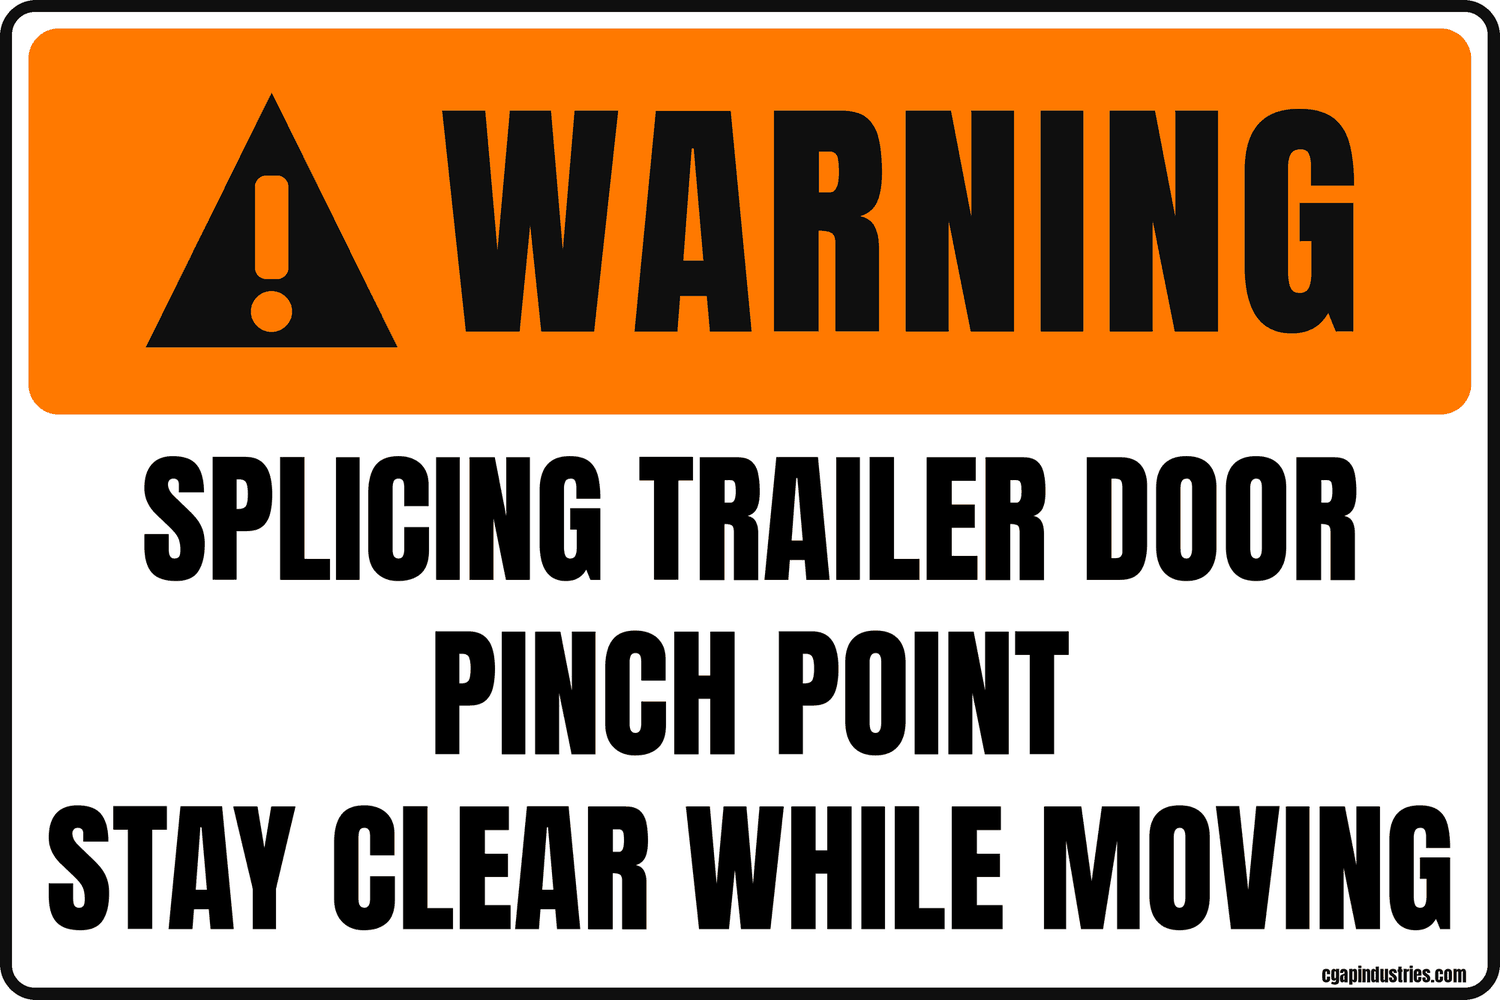 WARNING
SPLICING TRAILER DOOR
PINCH POINT
STAY CLEAR WHILE MOVING
cgapindustries.com